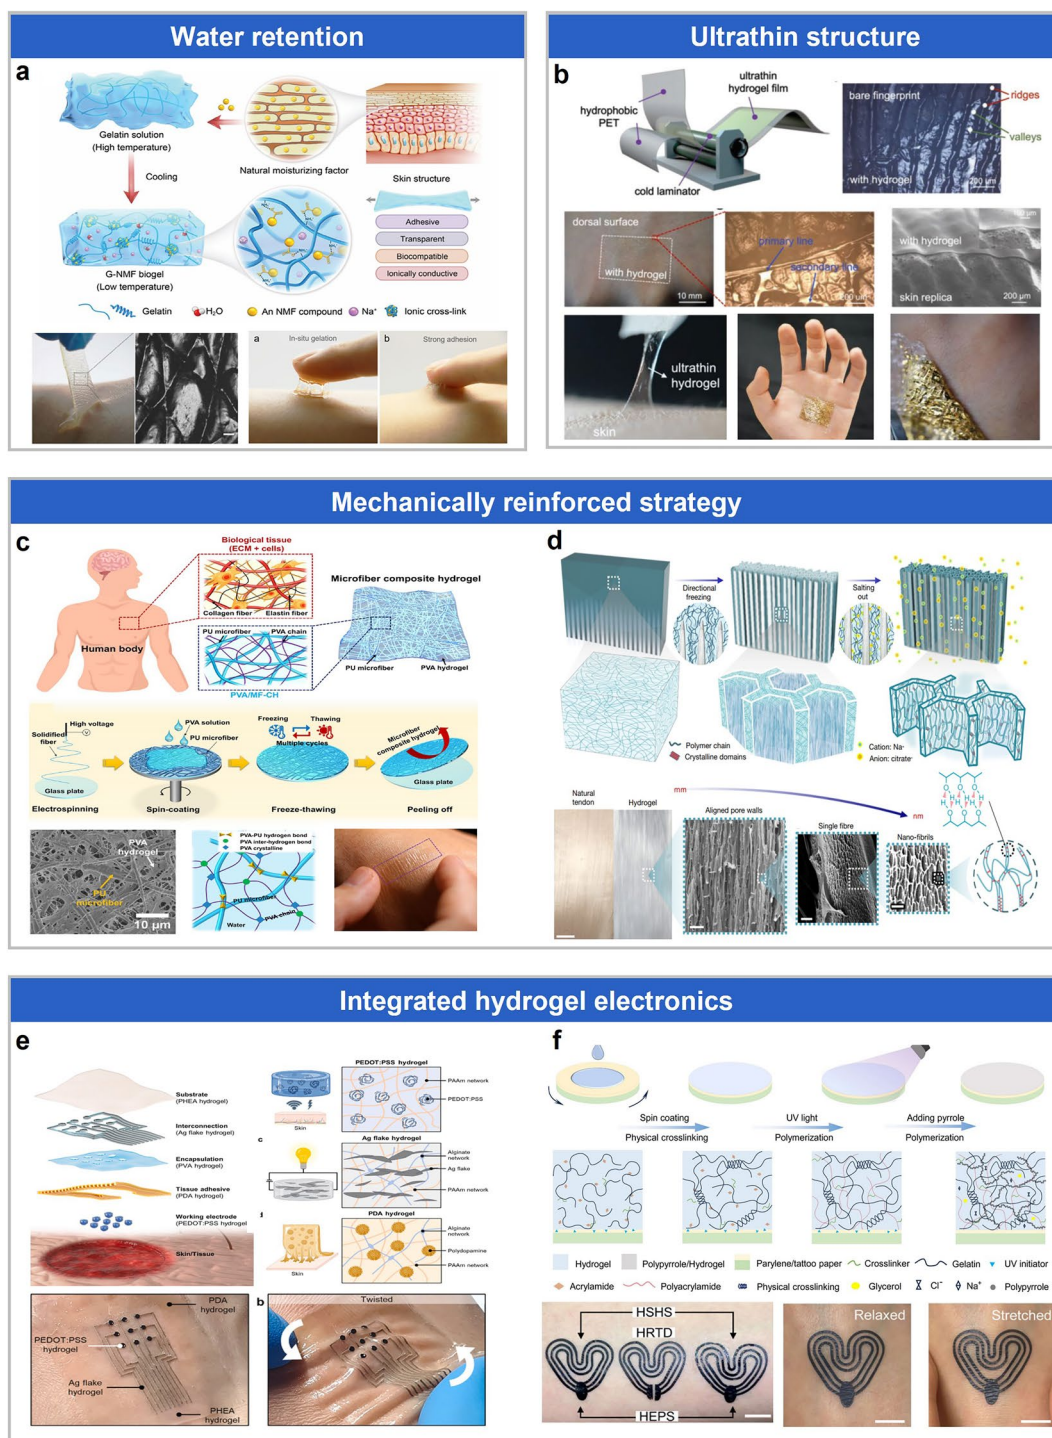 Water retention
a
Gelatin solution
(High temperature)
Cooling
Natural moisturizing factor
Skin structure
G-NMF biogel
(Low temperature)
Adhesive
Transparent
Biocompatible
Ionically conductive
Gelatin
H₂O
An NMF compound
Na⁺
Ionic cross-link
a
In-situ gelation
b
Strong adhesion
Ultrathin structure
b
hydrophobic
PET
ultrathin
hydrogel film
cold laminator
bare fingerprint
ridges
valleys
with hydrogel
200 μm
dorsal surface
with hydrogel
10 mm
primary line
secondary line
200 μm
with hydrogel
skin replica
200 μm
ultrathin
hydrogel
skin
Mechanically reinforced strategy
c
Human body
Biological tissue
(ECM + cells)
Collagen fiber
Elastin fiber
PU microfiber
PVA chain
PVA/MF-CH
Microfiber composite hydrogel
PU microfiber
PVA hydrogel
High voltage
V
Solidified
fiber
Glass plate
Electrospinning
PVA solution
PU microfiber
Spin-coating
Freezing
Thawing
Multiple cycles
Freeze-thawing
Microfiber
composite hydrogel
Glass plate
Peeling off
PVA
hydrogel
PU
microfiber
10 μm
PVA-PU hydrogen bond
PVA inter-hydrogen bond
PVA crystalline
PU microfiber
PVA chain
Water
d
Directional
freezing
Salting
out
Polymer chain
Crystalline domains
Cation: Na⁺
Anion: citrate⁻
mm
nm
Natural
tendon
Hydrogel
Aligned pore walls
Single fibre
Nano-fibrils
Integrated hydrogel electronics
e
Substrate
(PHEA hydrogel)
Interconnection
(Ag flake hydrogel)
Encapsulation
(PVA hydrogel)
Tissue adhesive
(PDA hydrogel)
Working electrode
(PEDOT:PSS hydrogel
Skin/Tissue
Skin
PEDOT:PSS hydrogel
PAAm network
PEDOT:PSS
c
Ag flake hydrogel
Alginate
network
Ag flake
PAAm network
d
Skin
PDA hydrogel
Alginate
network
Polydopamine
PAAm network
PDA
hydrogel
PEDOT:PSS
hydrogel
Ag flake
hydrogel
PHEA
hydrogel
b
Twisted
f
Spin coating
Physical crosslinking
UV light
Polymerization
Adding pyrrole
Polymerization
Hydrogel
Polypyrrole/Hydrogel
Parylene/tattoo paper
Crosslinker
Gelatin
UV initiator
Acrylamide
Polyacrylamide
Physical crosslinking
Glycerol
Cl⁻
Na⁺
Polypyrrole
HSHS
HRTD
HEPS
Relaxed
Stretched